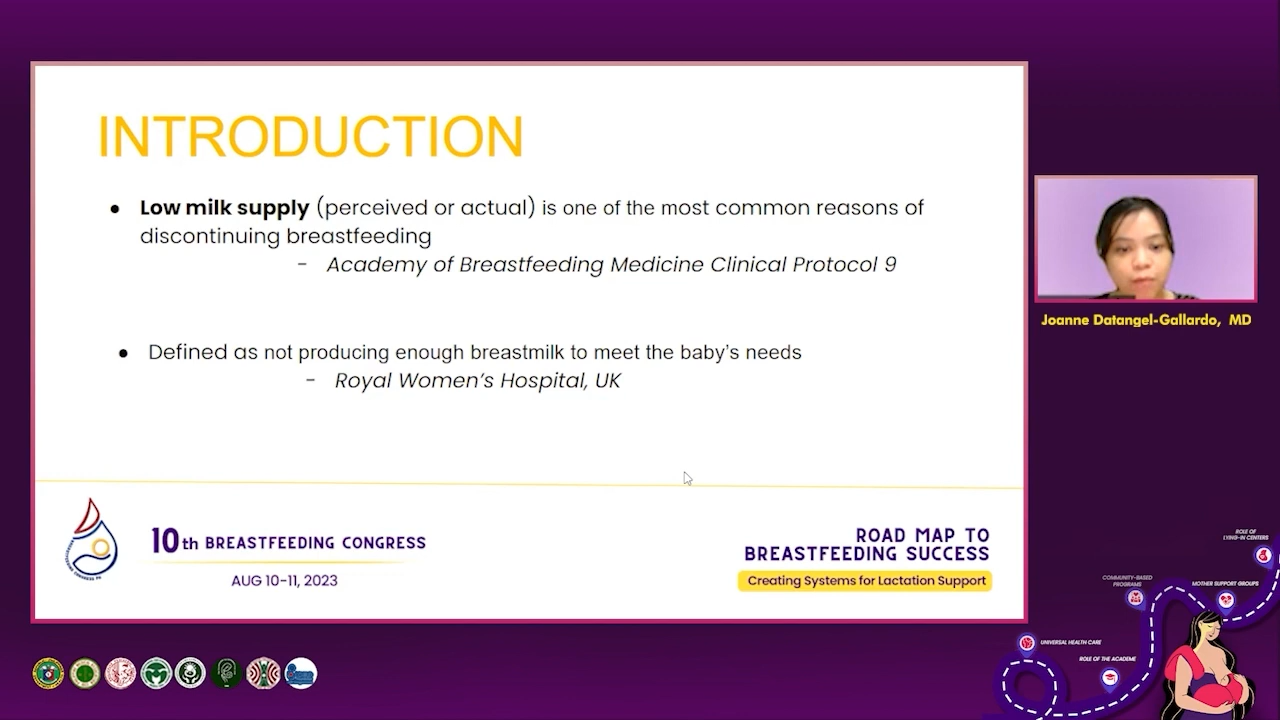 INTRODUCTION
● Low milk supply (perceived or actual) is one of the most common reasons of
discontinuing breastfeeding
- Academy of Breastfeeding Medicine Clinical Protocol 9
● Defined as not producing enough breastmilk to meet the baby's needs
- Royal Women's Hospital, UK
10th BREASTFEEDING CONGRESS
AUG 10-11, 2023
ROAD MAP TO
BREASTFEEDING SUCCESS
Creating Systems for Lactation Support
Joanne Datangel-Gallardo, MD
ROLE OF
LYING-IN CENTERS
COMMUNITY-BASED
PROGRAMS
MOTHER SUPPORT GROUPS
UNIVERSAL HEALTH CARE
ROLE OF THE ACADEME